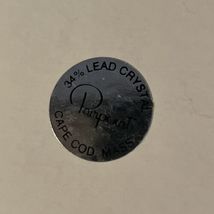 34% LEAD CRYSTAL
Pairpoint
CAPE COD, MASS.